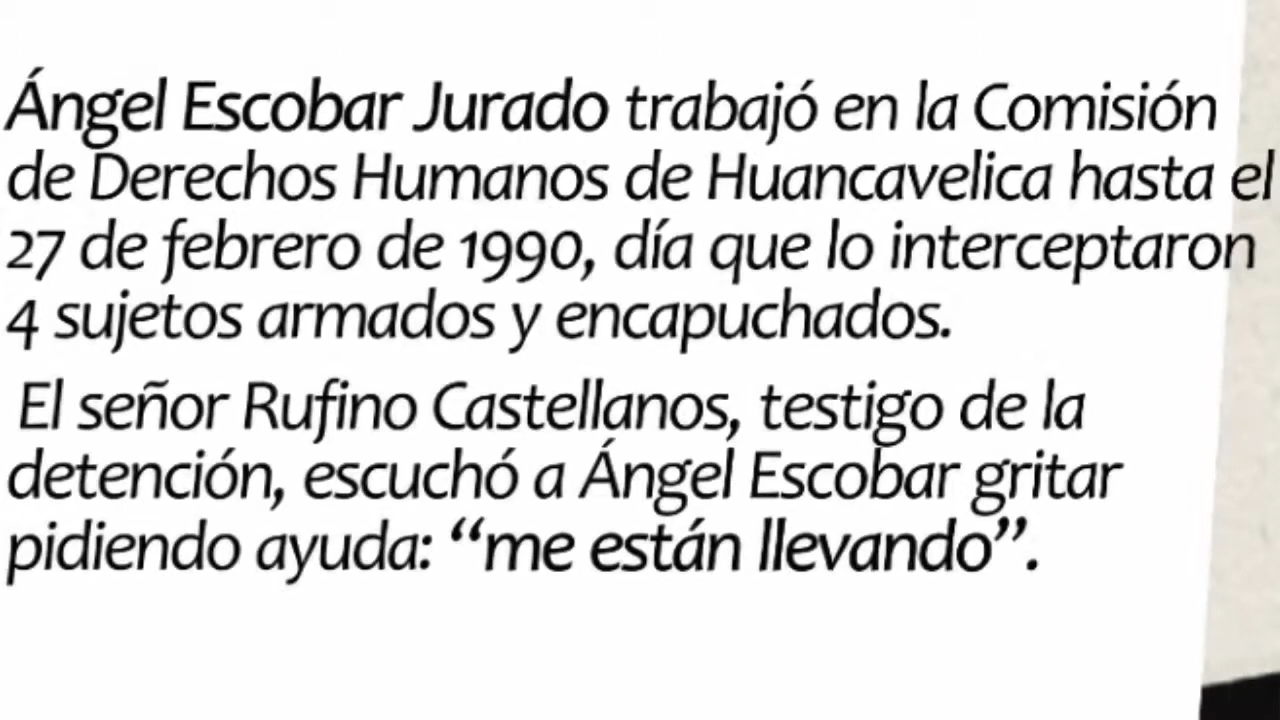 Ángel Escobar Jurado trabajó en la Comisión
de Derechos Humanos de Huancavelica hasta el
27 de febrero de 1990, día que lo interceptaron
4 sujetos armados y encapuchados.
El señor Rufino Castellanos, testigo de la
detención, escuchó a Ángel Escobar gritar
pidiendo ayuda: “me están llevando”.